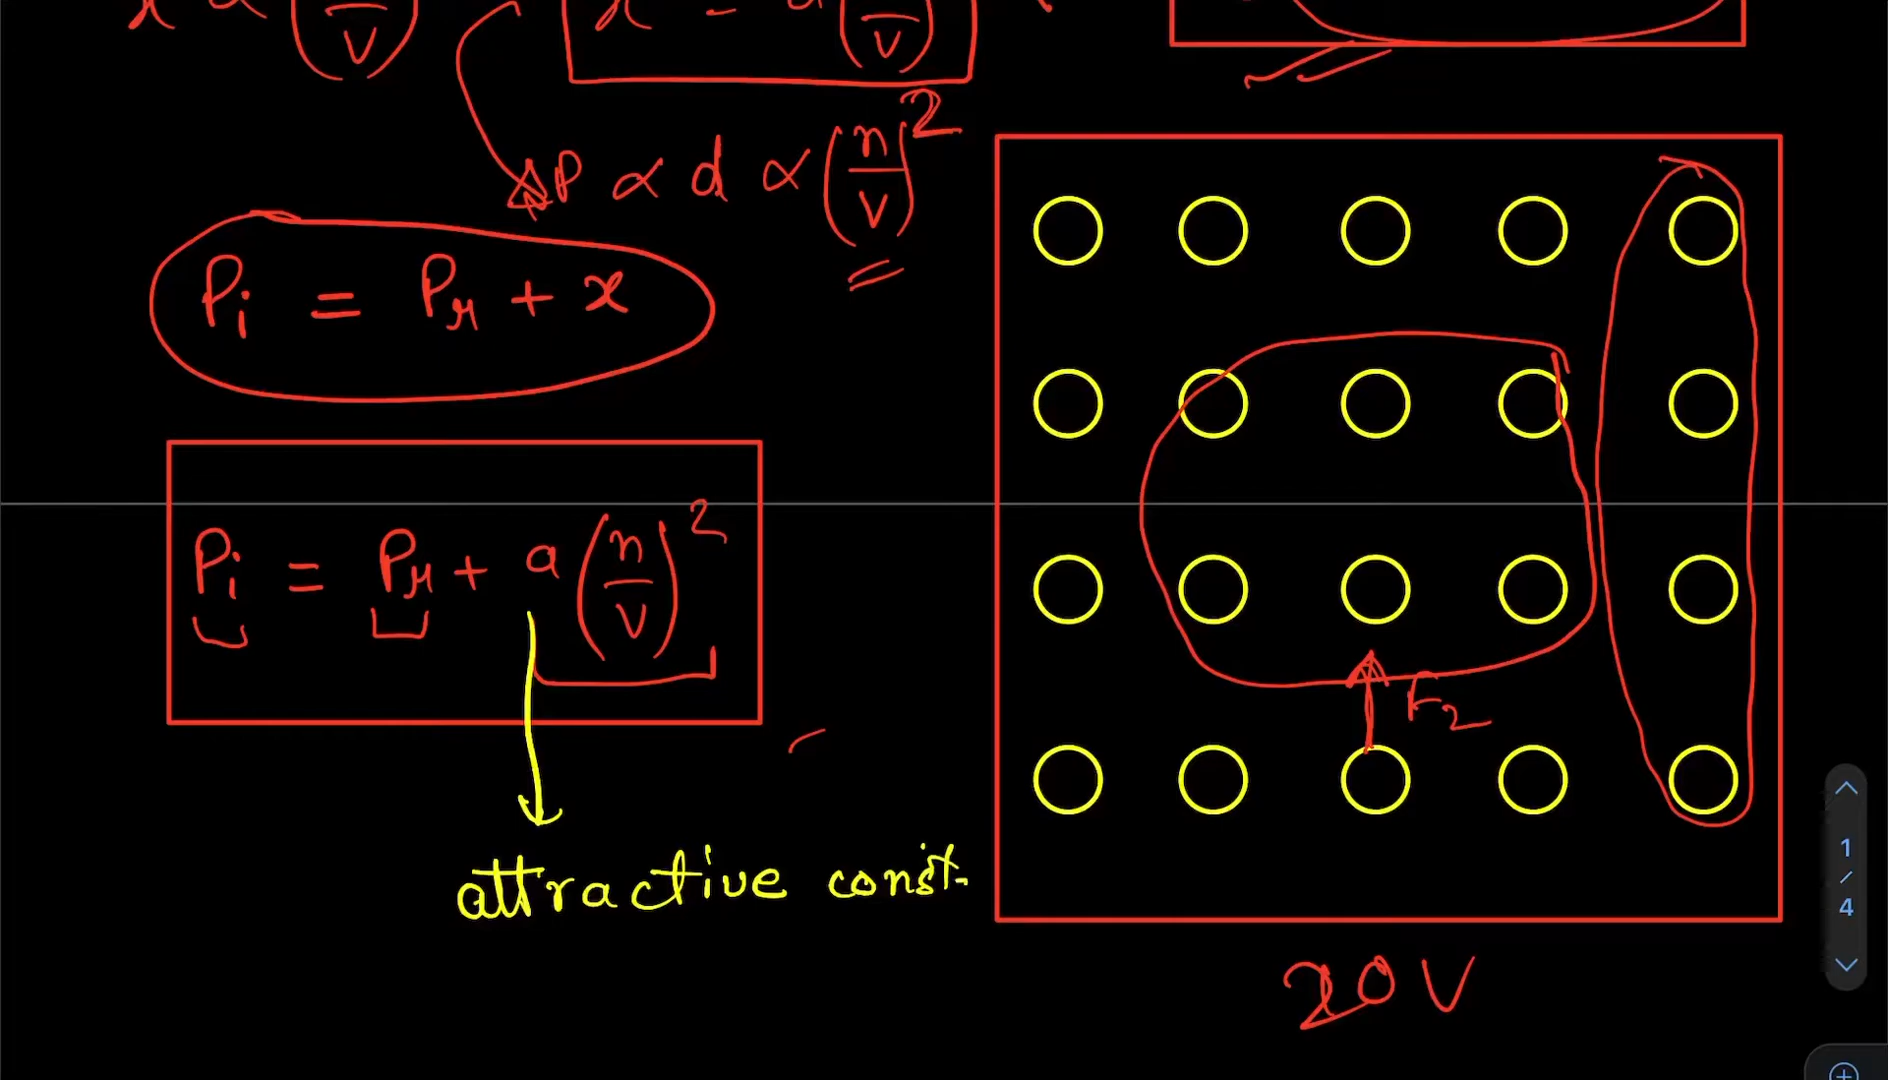 ΔP ∝ d ∝ (n/V)²
Pi = Pr + x
Pi = Pr + a(n/V)²
attractive const.
F₂
20V
1
/
4